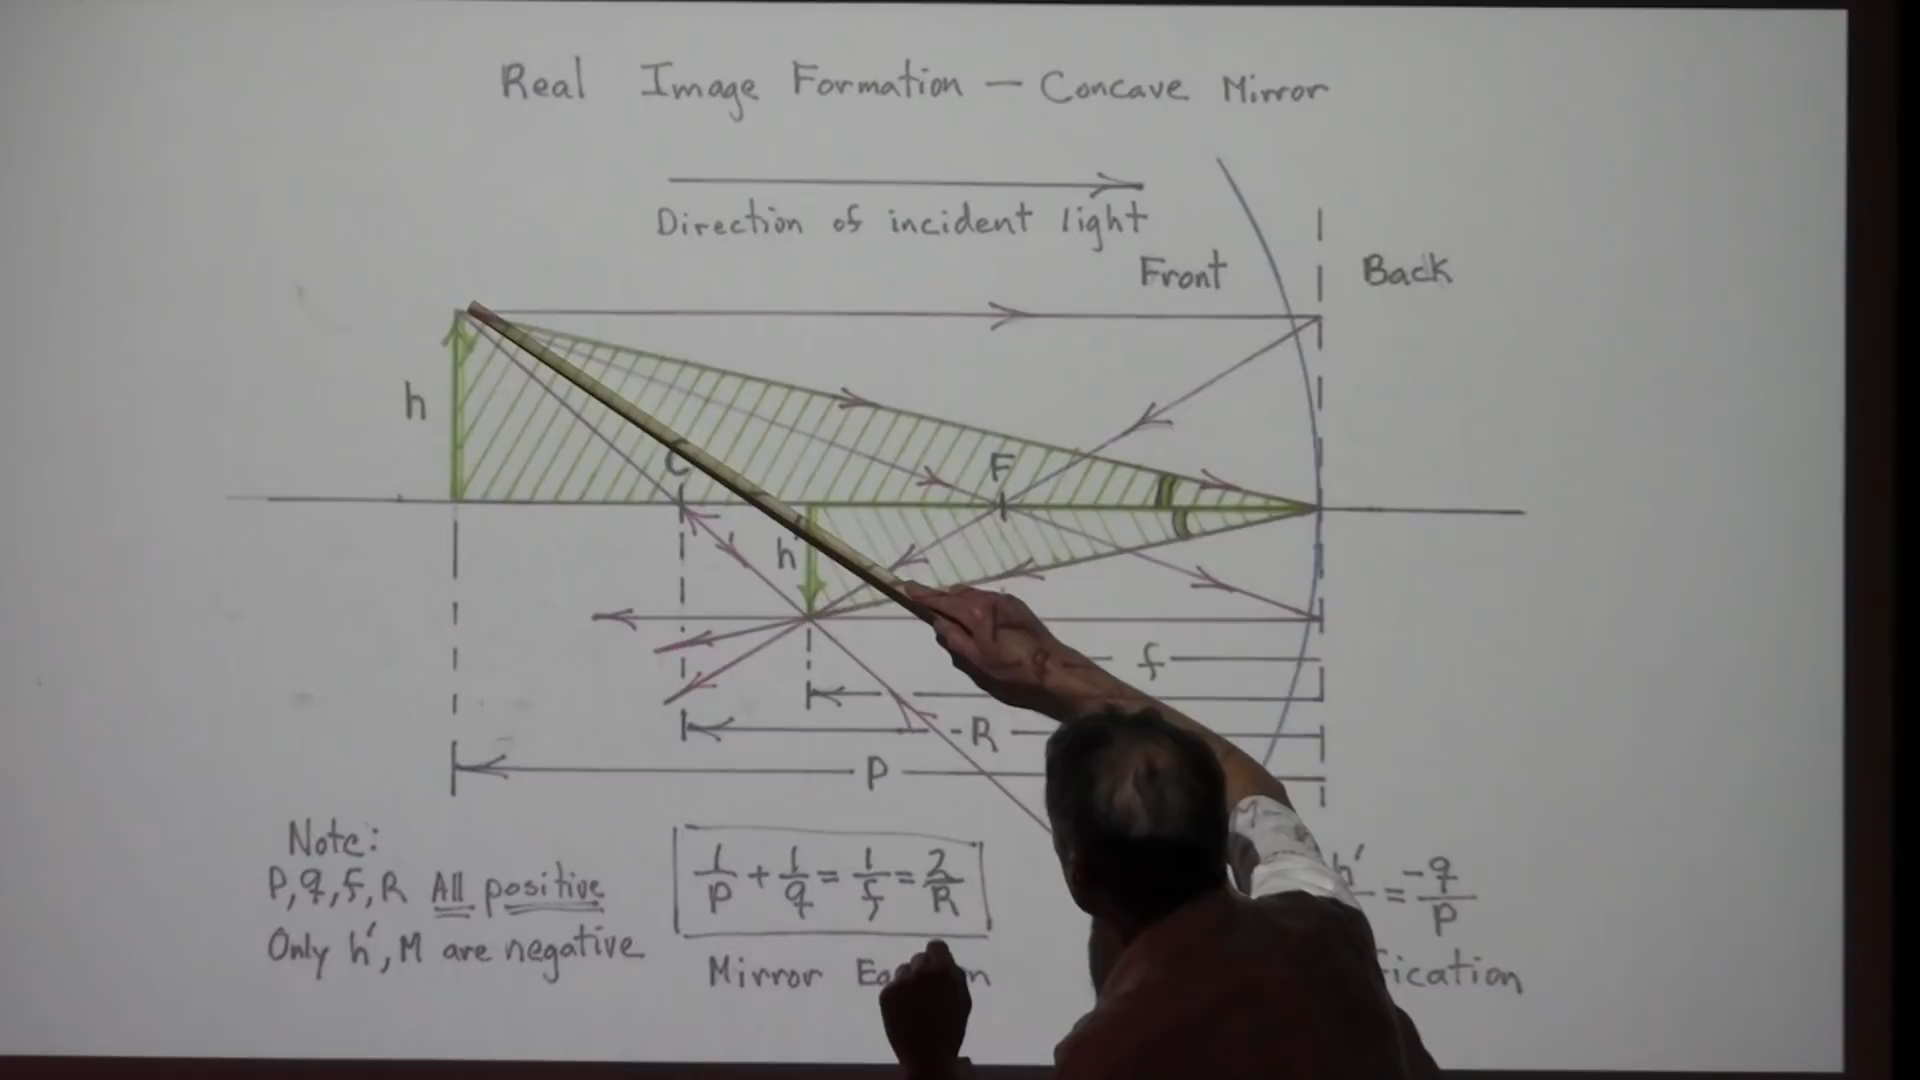 Real Image Formation — Concave Mirror
Direction of incident light
Front
Back
h
C
F
h'
f
-R
P
Note:
P, q, f, R All positive
Only h', M are negative
1/P + 1/q = 1/f = 2/R
Mirror
h' = -q/P